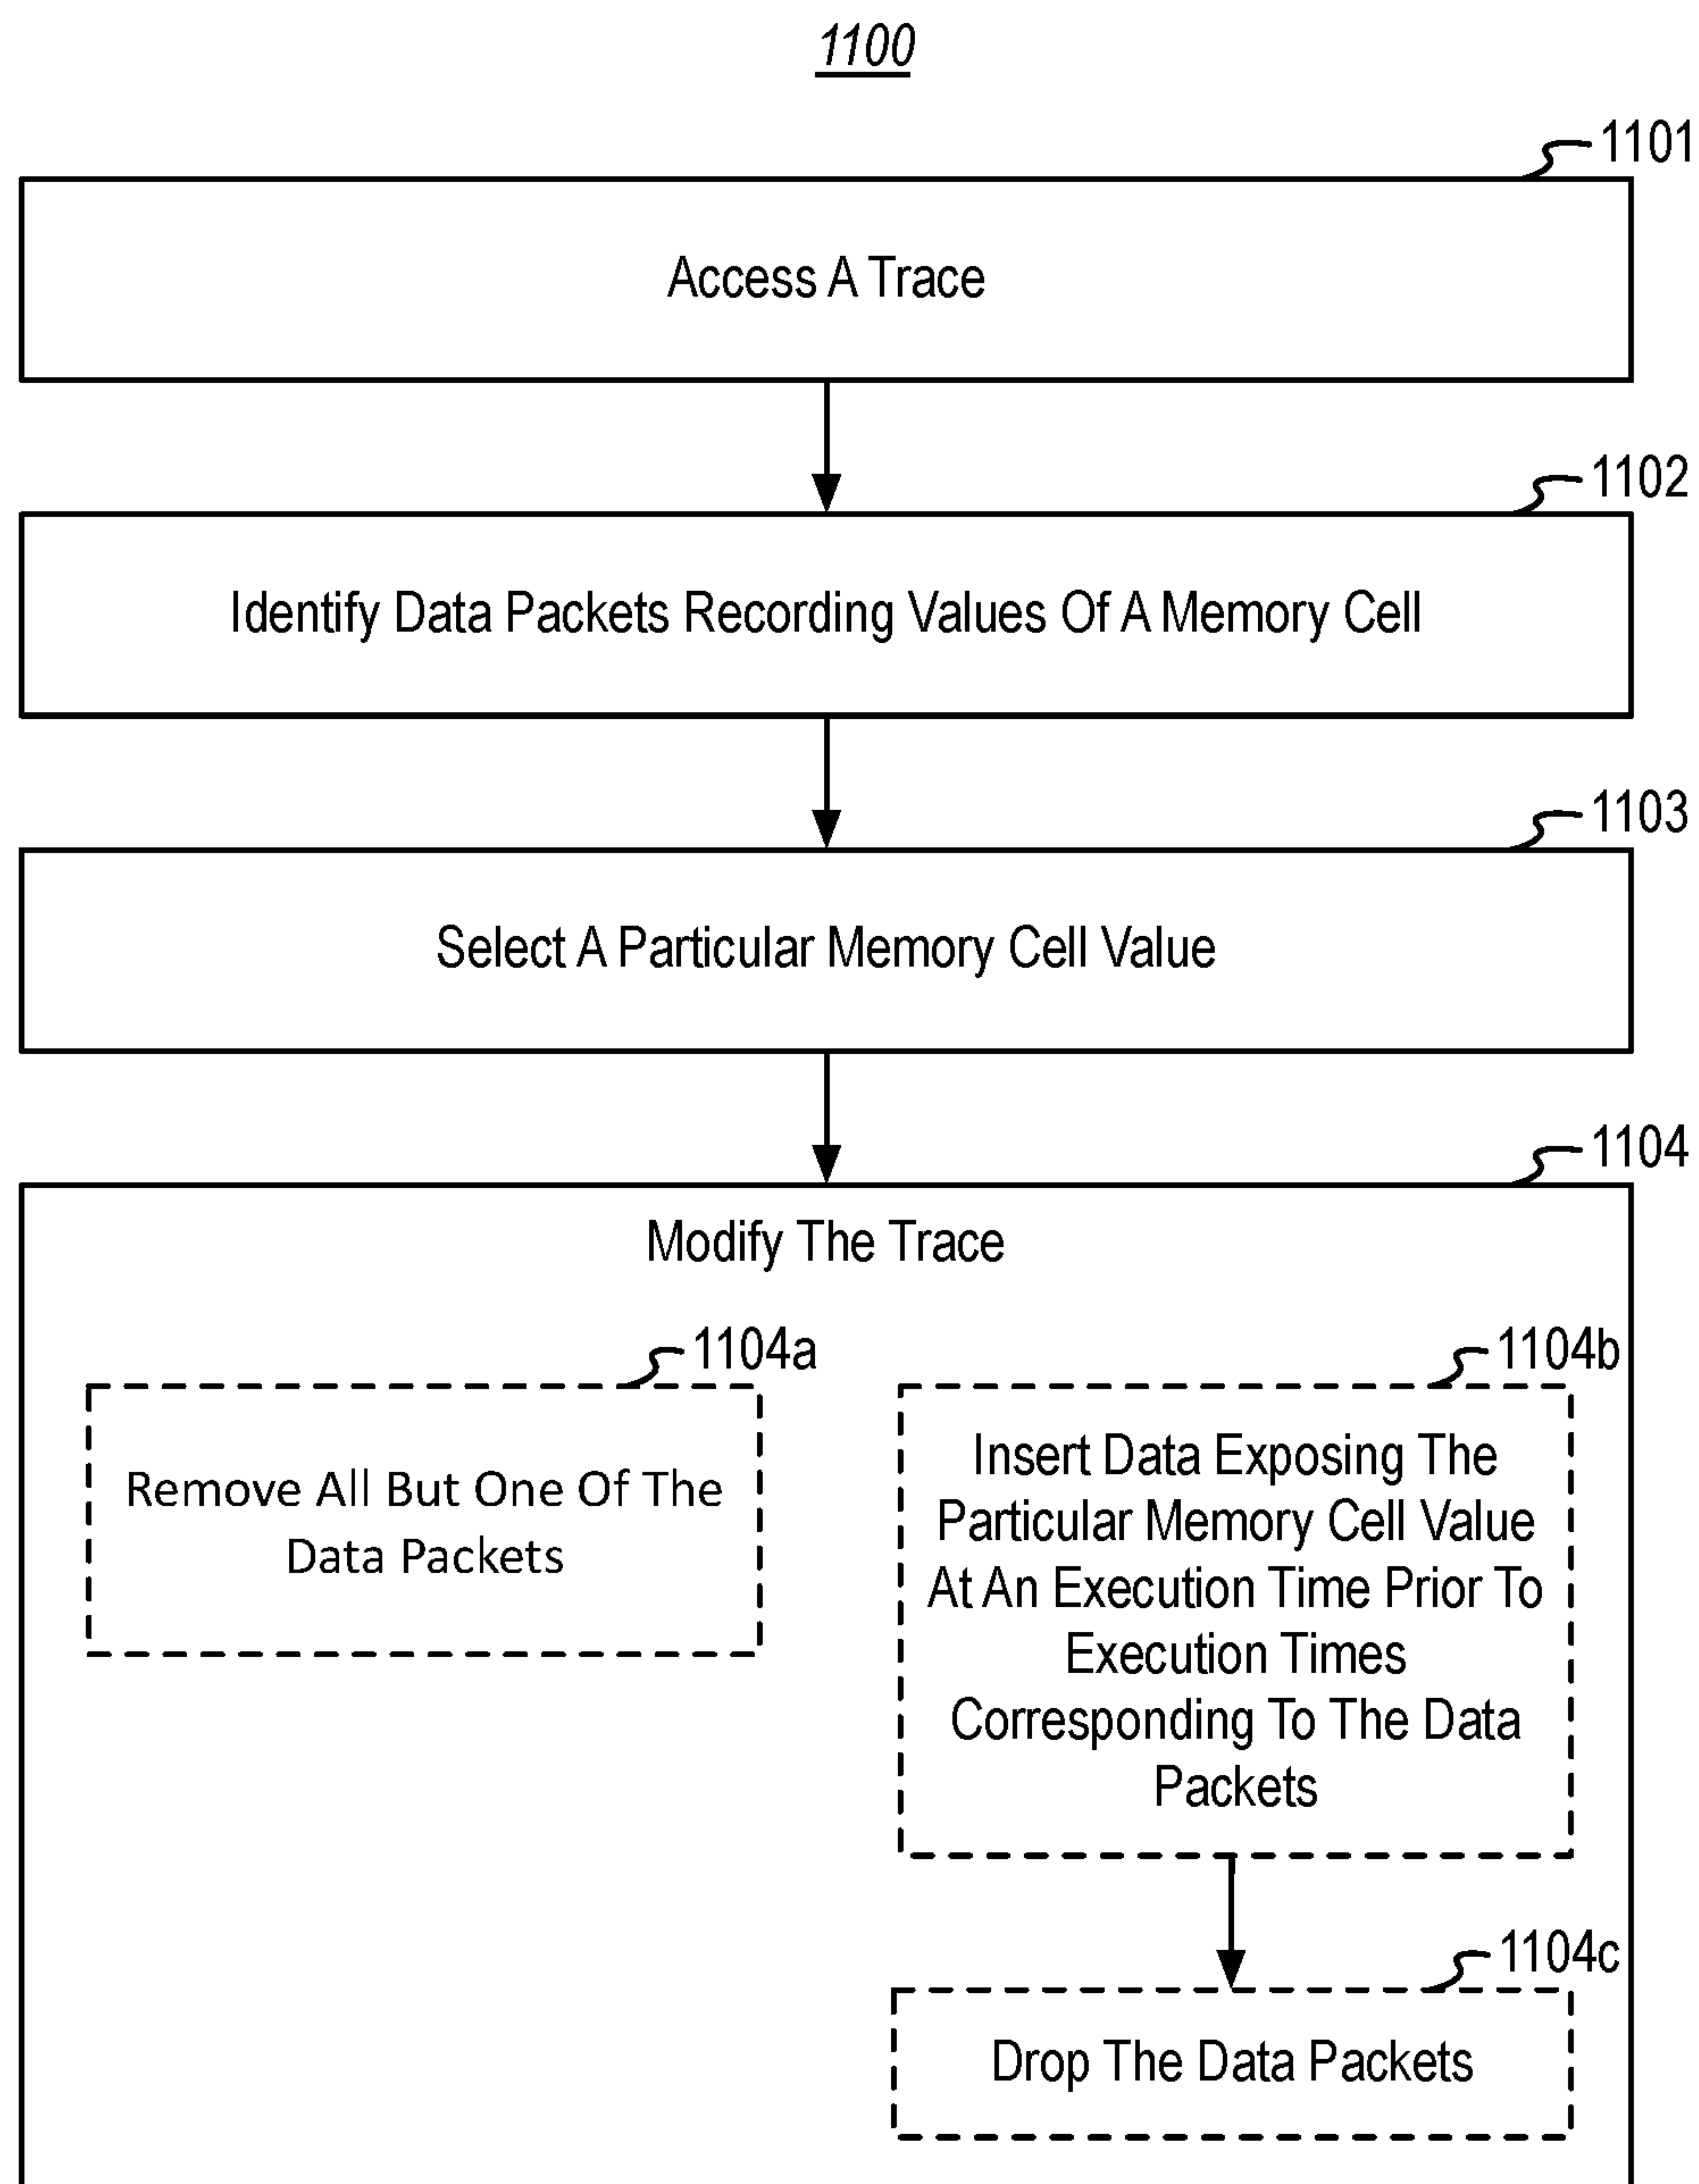 1100
1101
Access A Trace
1102
Identify Data Packets Recording Values Of A Memory Cell
1103
Select A Particular Memory Cell Value
1104
Modify The Trace
1104a
Remove All But One Of The
Data Packets
1104b
Insert Data Exposing The
Particular Memory Cell Value
At An Execution Time Prior To
Execution Times
Corresponding To The Data
Packets
1104c
Drop The Data Packets